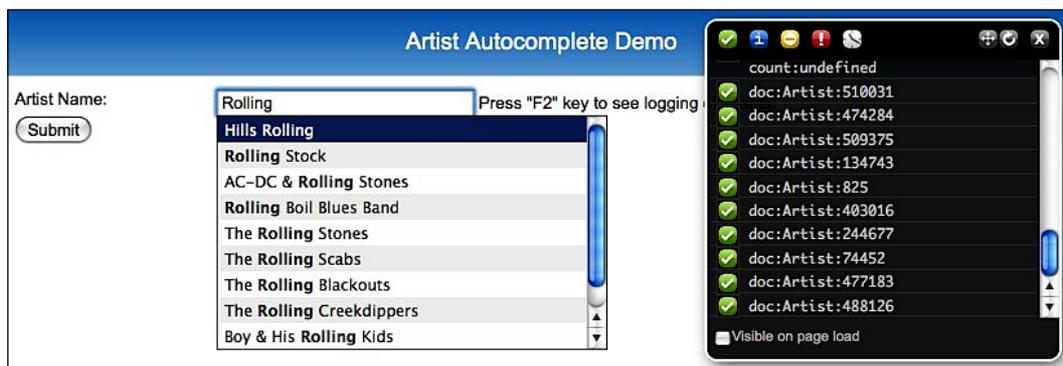 Artist Autocomplete Demo
Artist Name:
Rolling
Press "F2" key to see logging
Submit
Hills Rolling
Rolling Stock
AC-DC & Rolling Stones
Rolling Boil Blues Band
The Rolling Stones
The Rolling Scabs
The Rolling Blackouts
The Rolling Creekdippers
Boy & His Rolling Kids
count:undefined
doc:Artist:510031
doc:Artist:474284
doc:Artist:509375
doc:Artist:134743
doc:Artist:825
doc:Artist:403016
doc:Artist:244677
doc:Artist:74452
doc:Artist:477183
doc:Artist:488126
Visible on page load